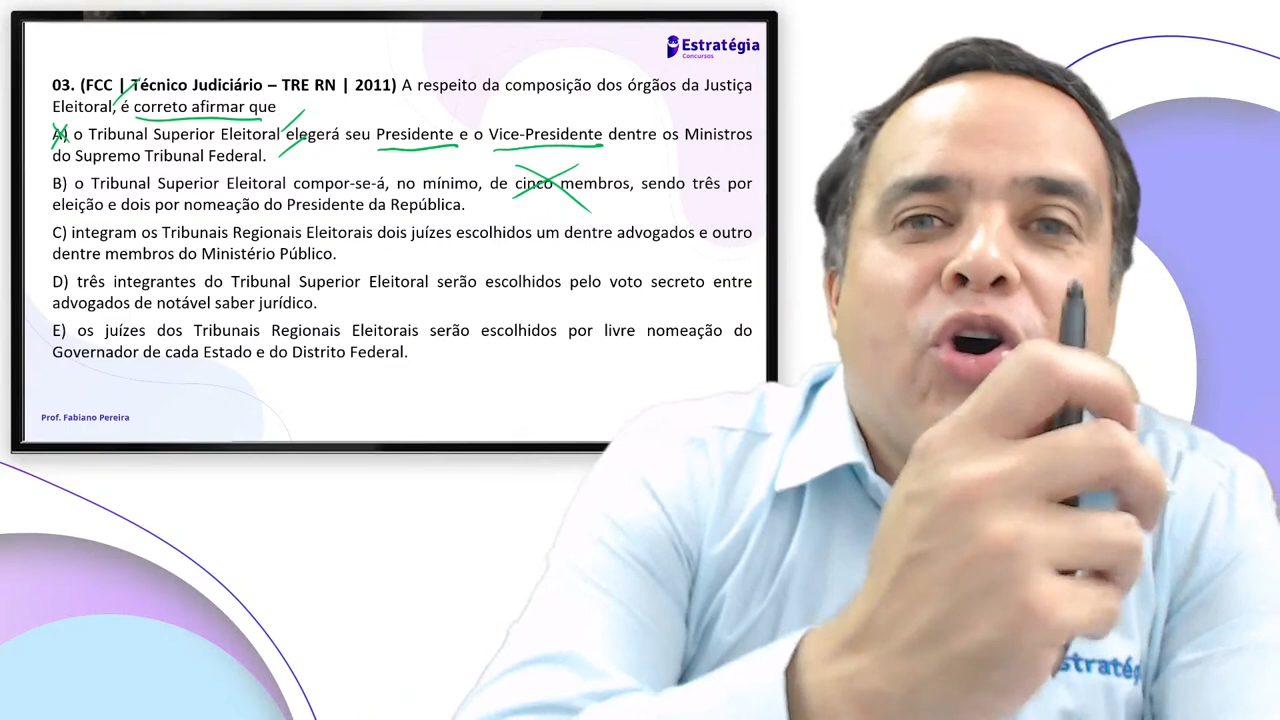 Estratégia
Concursos
03. (FCC | Técnico Judiciário – TRE RN | 2011) A respeito da composição dos órgãos da Justiça
Eleitoral, é correto afirmar que
A) o Tribunal Superior Eleitoral elegerá seu Presidente e o Vice-Presidente dentre os Ministros
do Supremo Tribunal Federal.
B) o Tribunal Superior Eleitoral compor-se-á, no mínimo, de cinco membros, sendo três por
eleição e dois por nomeação do Presidente da República.
C) integram os Tribunais Regionais Eleitorais dois juízes escolhidos um dentre advogados e outro
dentre membros do Ministério Público.
D) três integrantes do Tribunal Superior Eleitoral serão escolhidos pelo voto secreto entre
advogados de notável saber jurídico.
E) os juízes dos Tribunais Regionais Eleitorais serão escolhidos por livre nomeação do
Governador de cada Estado e do Distrito Federal.
Prof. Fabiano Pereira
stratég